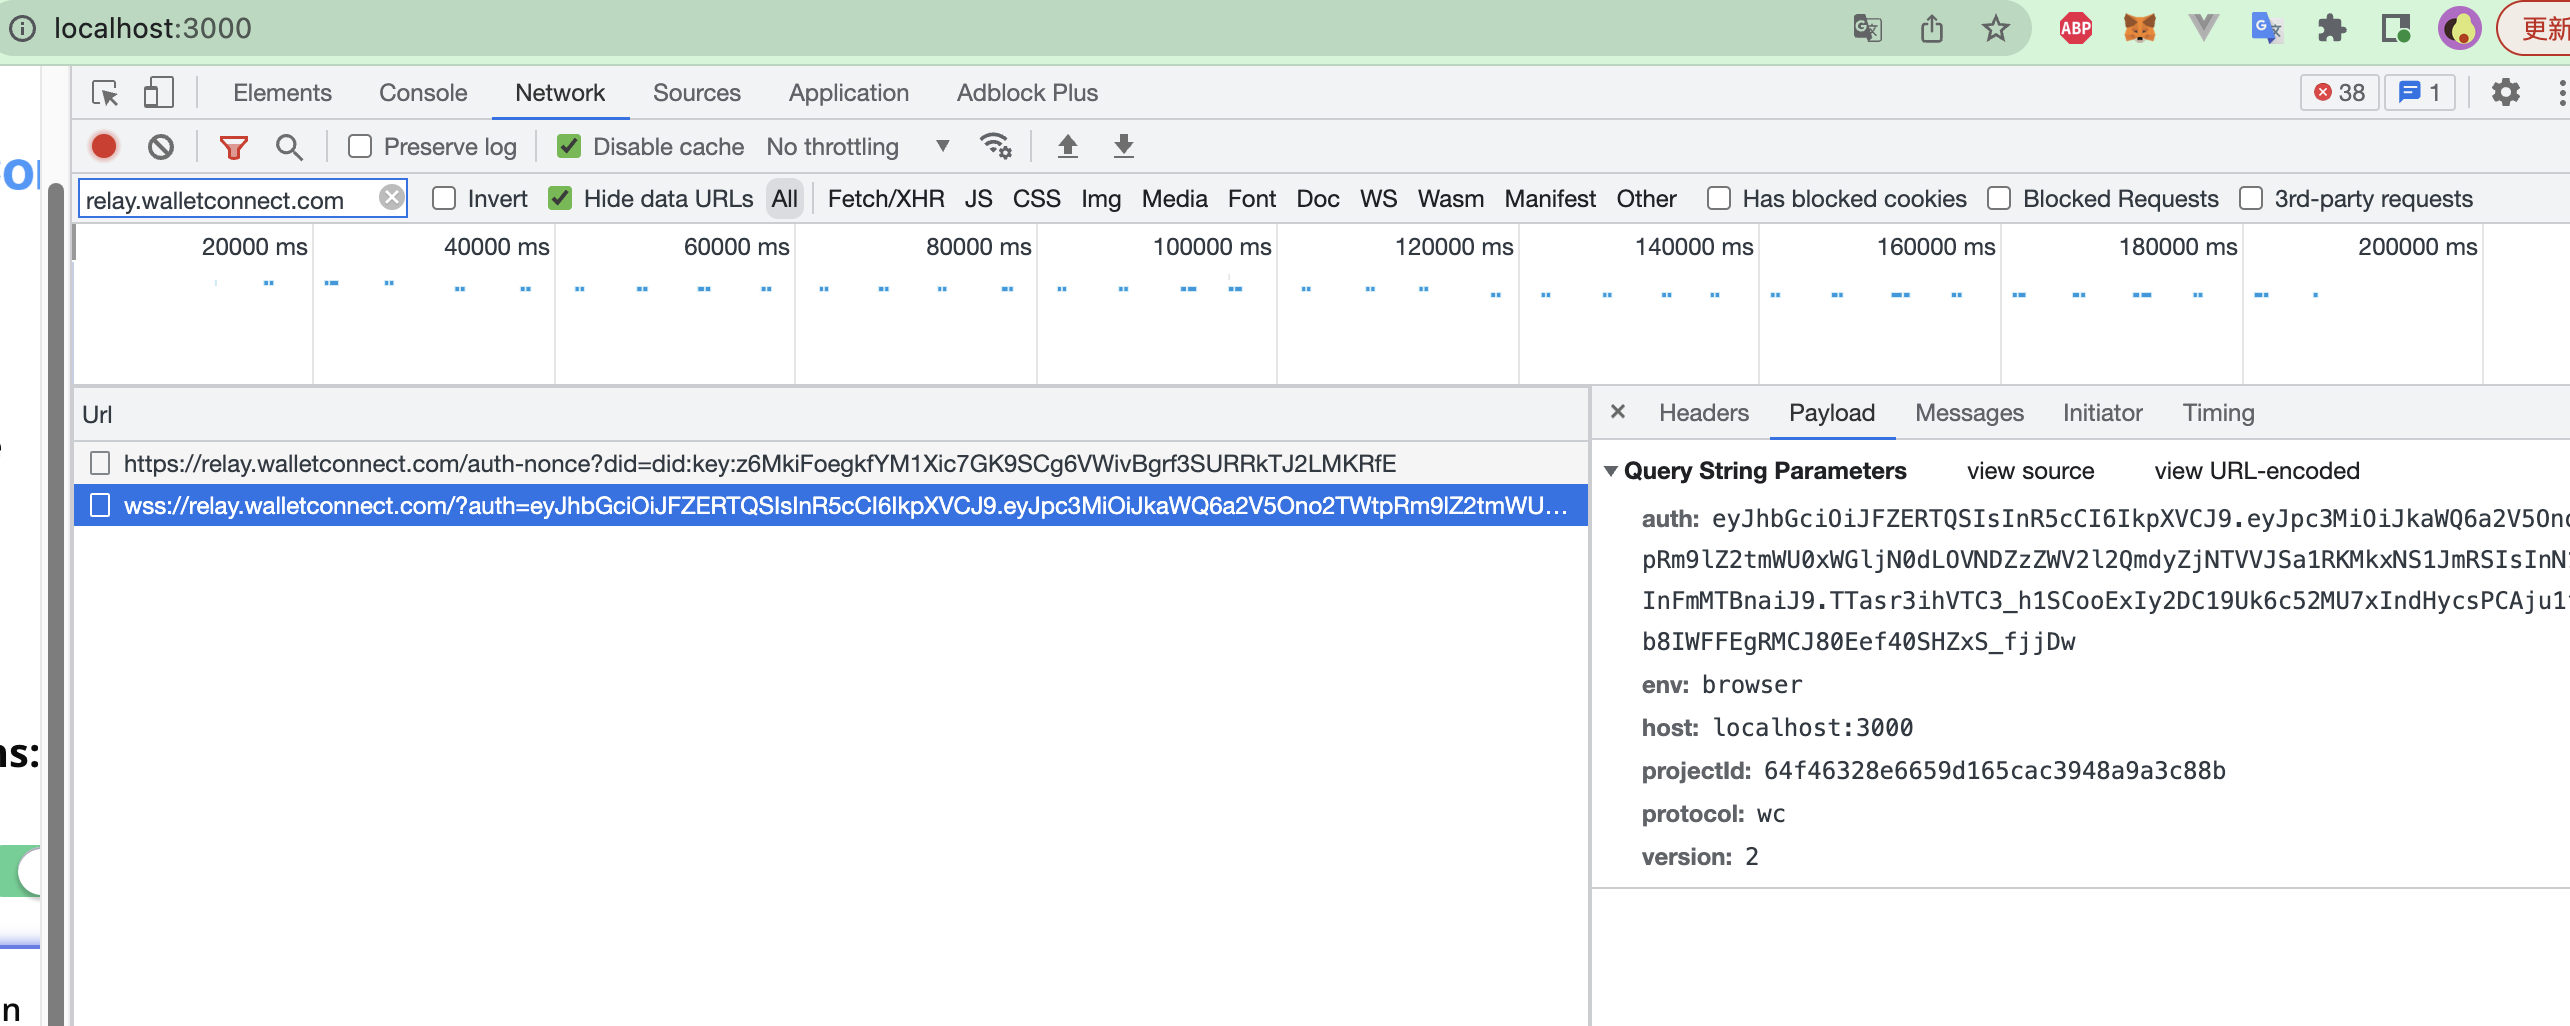 localhost:3000
ABP
更新
Elements Console Network Sources Application Adblock Plus
38 1
Preserve log Disable cache No throttling
relay.walletconnect.com Invert Hide data URLs All Fetch/XHR JS CSS Img Media Font Doc WS Wasm Manifest Other Has blocked cookies Blocked Requests 3rd-party requests
20000 ms 40000 ms 60000 ms 80000 ms 100000 ms 120000 ms 140000 ms 160000 ms 180000 ms 200000 ms
Url
https://relay.walletconnect.com/auth-nonce?did=did:key:z6MkiFoegkfYM1Xic7GK9SCg6VWivBgrf3SURRkTJ2LMKRfE
wss://relay.walletconnect.com/?auth=eyJhbGciOiJFZERTQSIsInR5cCI6IkpXVCJ9.eyJpc3MiOiJkaWQ6a2V5Ono2TWtpRm9lZ2tmWU...
Headers Payload Messages Initiator Timing
Query String Parameters view source view URL-encoded
auth: eyJhbGciOiJFZERTQSIsInR5cCI6IkpXVCJ9.eyJpc3MiOiJkaWQ6a2V5Ono
pRm9lZ2tmWU0xWGljN0dLOVNDZzZWV2l2QmdyZjNTVVJSa1RKMkxNS1JmRSIsInN
InFmMTBnaiJ9.TTasr3ihVTC3_h1SCooExIy2DC19Uk6c52MU7xIndHycsPCAju1
b8IWFFEgRMCJ80Eef40SHZxS_fjjDw
env: browser
host: localhost:3000
projectId: 64f46328e6659d165cac3948a9a3c88b
protocol: wc
version: 2
ns:
n